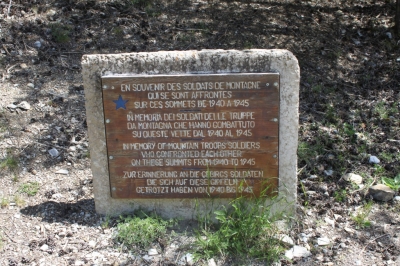 EN SOUVENIR DES SOLDATS DE MONTAGNE
QUI SE SONT AFFRONTES
SUR CES SOMMETS DE 1940 A 1945
IN MEMORIA DEI SOLDATI DELLE TRUPPE
DA MONTAGNA CHE HANNO COMBATTUTO
SU QUESTE VETTE DAL 1940 AL 1945
IN MEMORY OF MOUNTAIN TROOPS SOLDIERS
WHO CONFRONTED EACH OTHER
ON THESE SUMMITS FROM 1940 TO 1945
ZUR ERINNERUNG AN DIE GEBIRGS SOLDATEN
DIE SICH AUF DIESE GIPFELN
GETROTZT HABEN VON 1940 BIS 1945